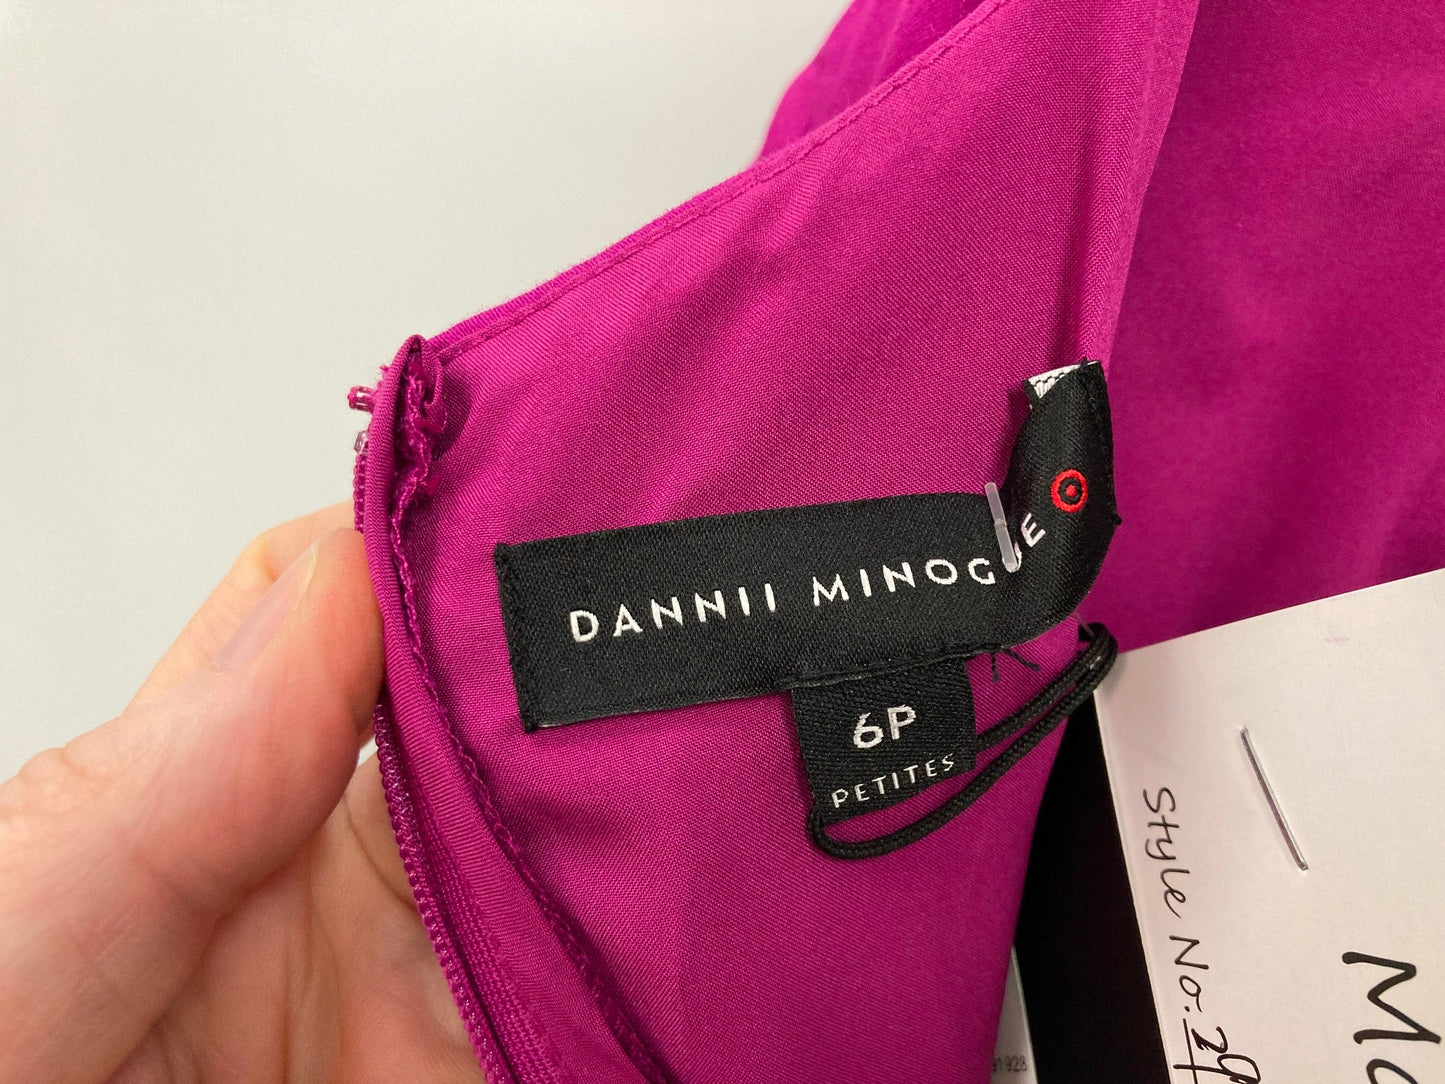 DANNII MINOGUE
6P
PETITES
Style No.